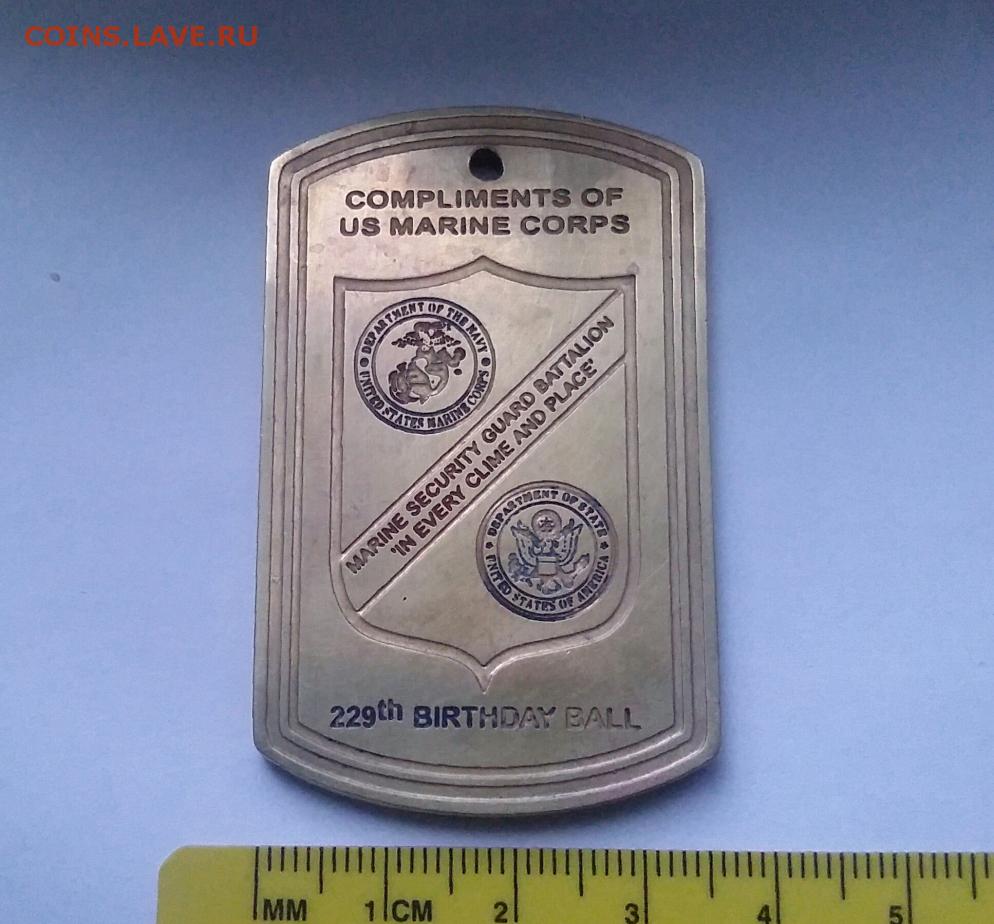 COINS.LAVE.RU
COMPLIMENTS OF
US MARINE CORPS
DEPARTMENT OF THE NAVY
UNITED STATES MARINE CORPS
MARINE SECURITY GUARD BATTALION
'IN EVERY CLIME AND PLACE'
DEPARTMENT OF STATE
UNITED STATES OF AMERICA
229th BIRTHDAY BALL
MM 1 CM 2 3 4 5